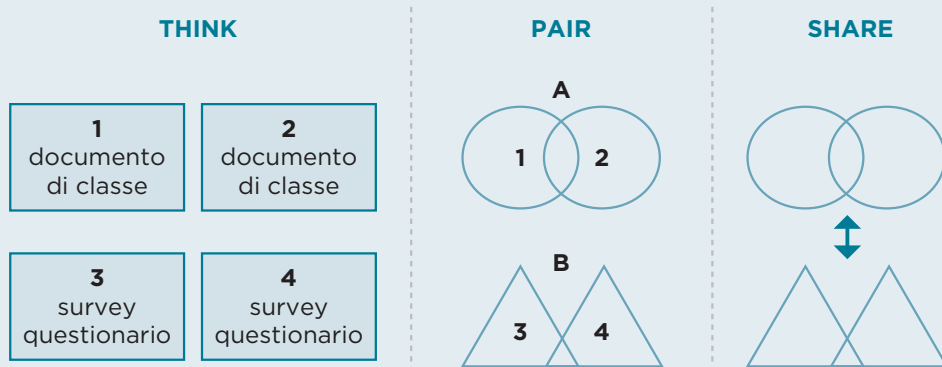 THINK
PAIR
SHARE
1
documento
di classe
2
documento
di classe
3
survey
questionario
4
survey
questionario
A
1
2
B
3
4